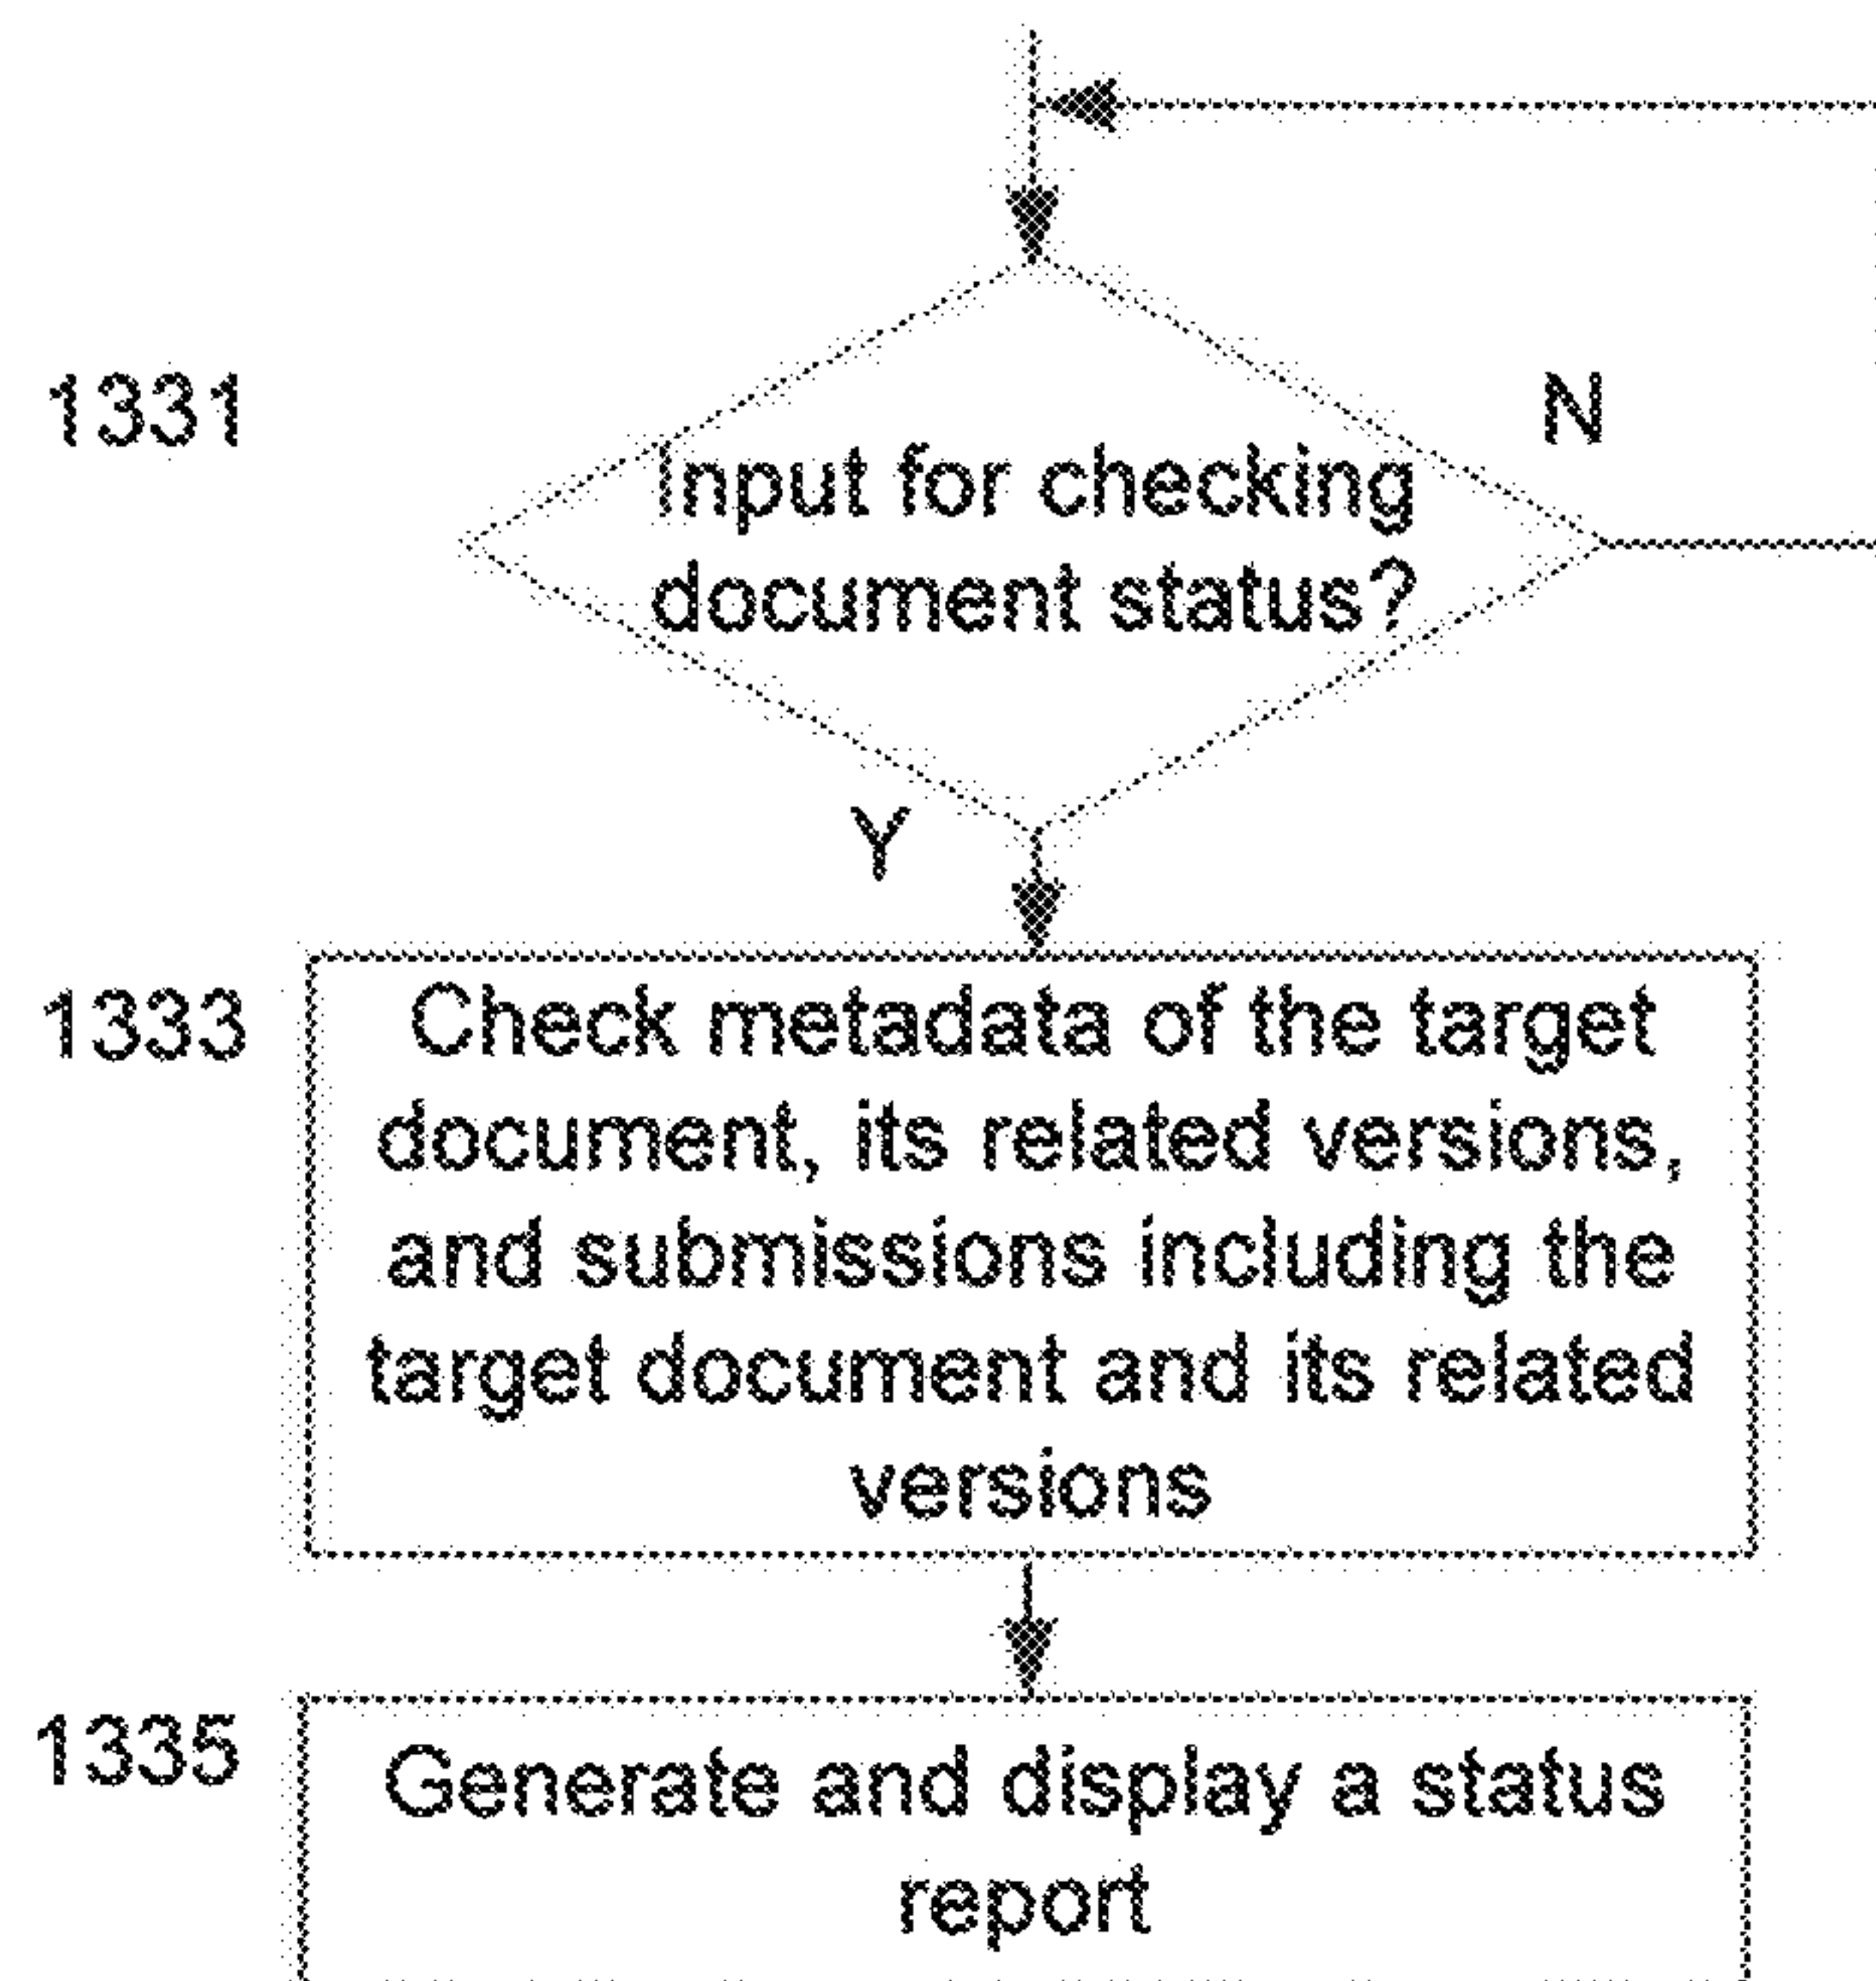 1331
N
Input for checking
document status?
Y
1333
Check metadata of the target
document, its related versions,
and submissions including the
target document and its related
versions
1335
Generate and display a status
report